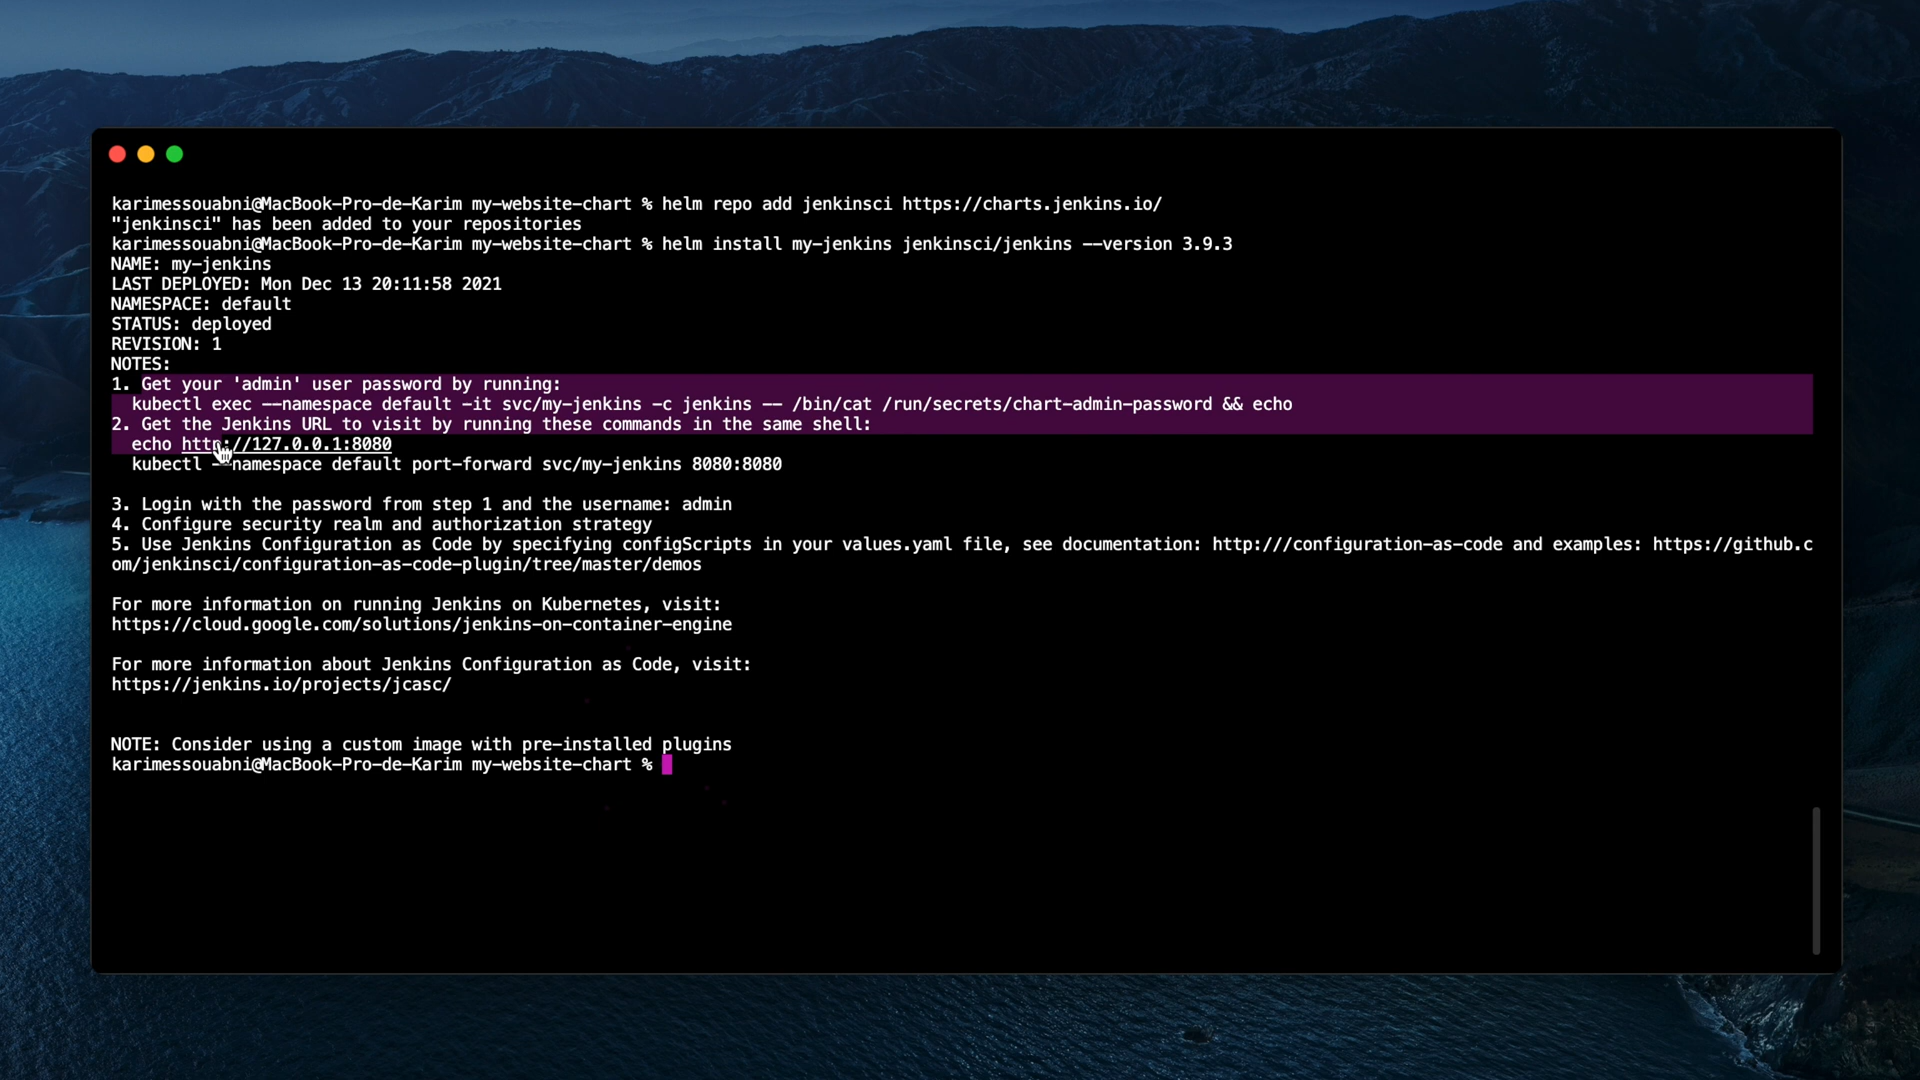 karimessouabni@MacBook-Pro-de-Karim my-website-chart % helm repo add jenkinsci https://charts.jenkins.io/
"jenkinsci" has been added to your repositories
karimessouabni@MacBook-Pro-de-Karim my-website-chart % helm install my-jenkins jenkinsci/jenkins --version 3.9.3
NAME: my-jenkins
LAST DEPLOYED: Mon Dec 13 20:11:58 2021
NAMESPACE: default
STATUS: deployed
REVISION: 1
NOTES:
1. Get your 'admin' user password by running:
kubectl exec --namespace default -it svc/my-jenkins -c jenkins -- /bin/cat /run/secrets/chart-admin-password && echo
2. Get the Jenkins URL to visit by running these commands in the same shell:
echo http://127.0.0.1:8080
kubectl --namespace default port-forward svc/my-jenkins 8080:8080
3. Login with the password from step 1 and the username: admin
4. Configure security realm and authorization strategy
5. Use Jenkins Configuration as Code by specifying configScripts in your values.yaml file, see documentation: http:///configuration-as-code and examples: https://github.c
om/jenkinsci/configuration-as-code-plugin/tree/master/demos
For more information on running Jenkins on Kubernetes, visit:
https://cloud.google.com/solutions/jenkins-on-container-engine
For more information about Jenkins Configuration as Code, visit:
https://jenkins.io/projects/jcasc/
NOTE: Consider using a custom image with pre-installed plugins
karimessouabni@MacBook-Pro-de-Karim my-website-chart %